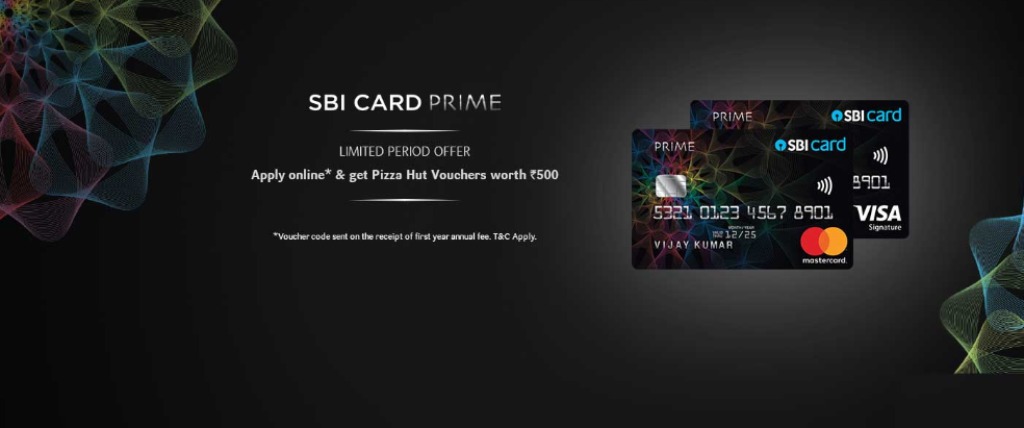 SBI CARD PRIME
LIMITED PERIOD OFFER
Apply online* & get Pizza Hut Vouchers worth ₹500
*Voucher code sent on the receipt of first year annual fee. T&C Apply.
PRIME
SBI card
8901
VISA
Signature
PRIME
SBI card
5321 0123 4567 8901
MONTH/YEAR
12/25
VIJAY KUMAR
mastercard.